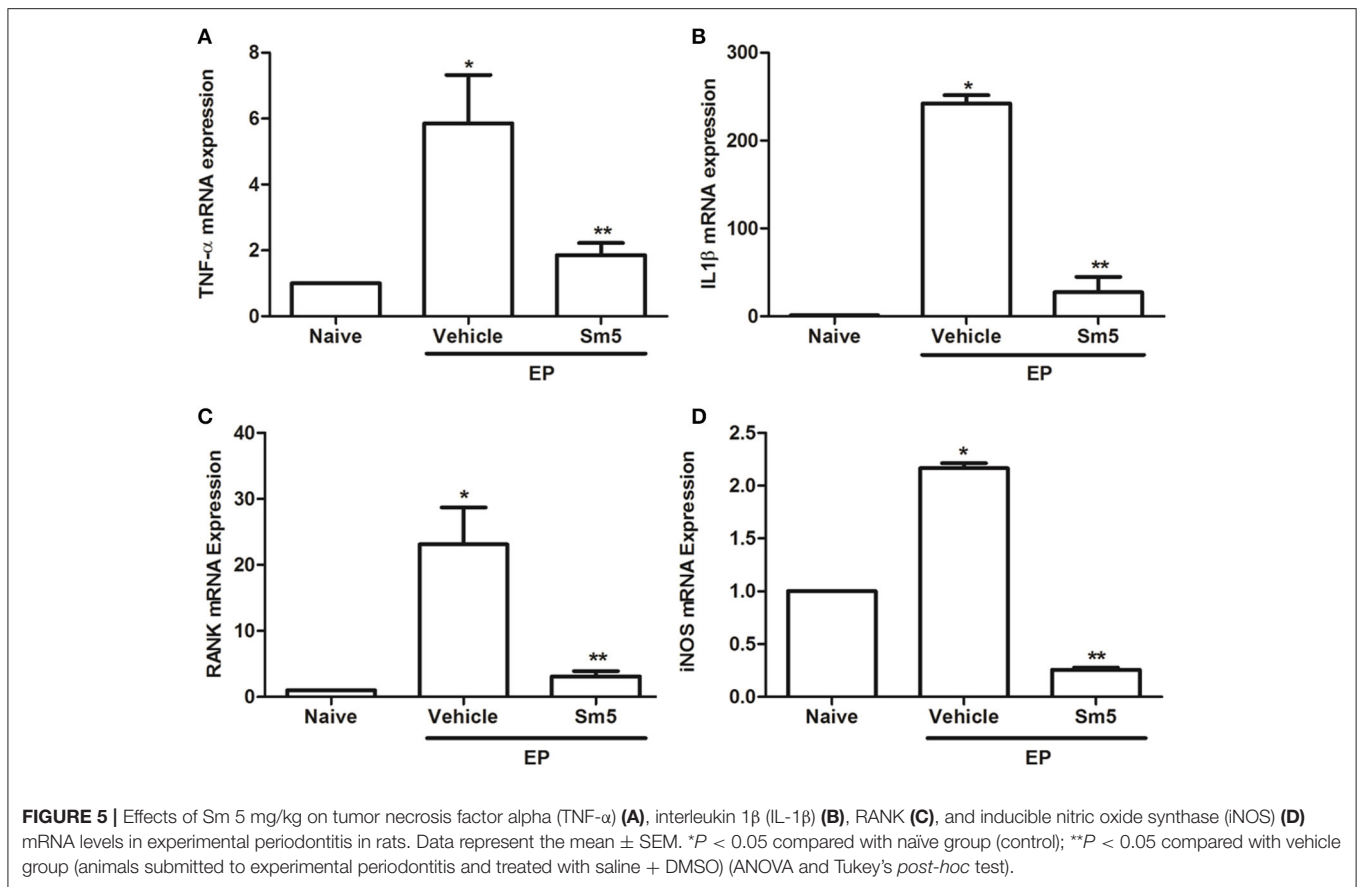 A
TNF-α mRNA expression
8
6
4
2
0
*
**
Naive Vehicle Sm5
EP
B
IL1β mRNA expression
300
200
100
0
*
**
Naive Vehicle Sm5
EP
C
RANK mRNA Expression
40
30
20
10
0
*
**
Naive Vehicle Sm5
EP
D
iNOS mRNA Expression
2.5
2.0
1.5
1.0
0.5
0.0
*
**
Naive Vehicle Sm5
EP
FIGURE 5 | Effects of Sm 5 mg/kg on tumor necrosis factor alpha (TNF-α) (A), interleukin 1β (IL-1β) (B), RANK (C), and inducible nitric oxide synthase (iNOS) (D)
mRNA levels in experimental periodontitis in rats. Data represent the mean ± SEM. *P < 0.05 compared with naïve group (control); **P < 0.05 compared with vehicle
group (animals submitted to experimental periodontitis and treated with saline + DMSO) (ANOVA and Tukey's post-hoc test).